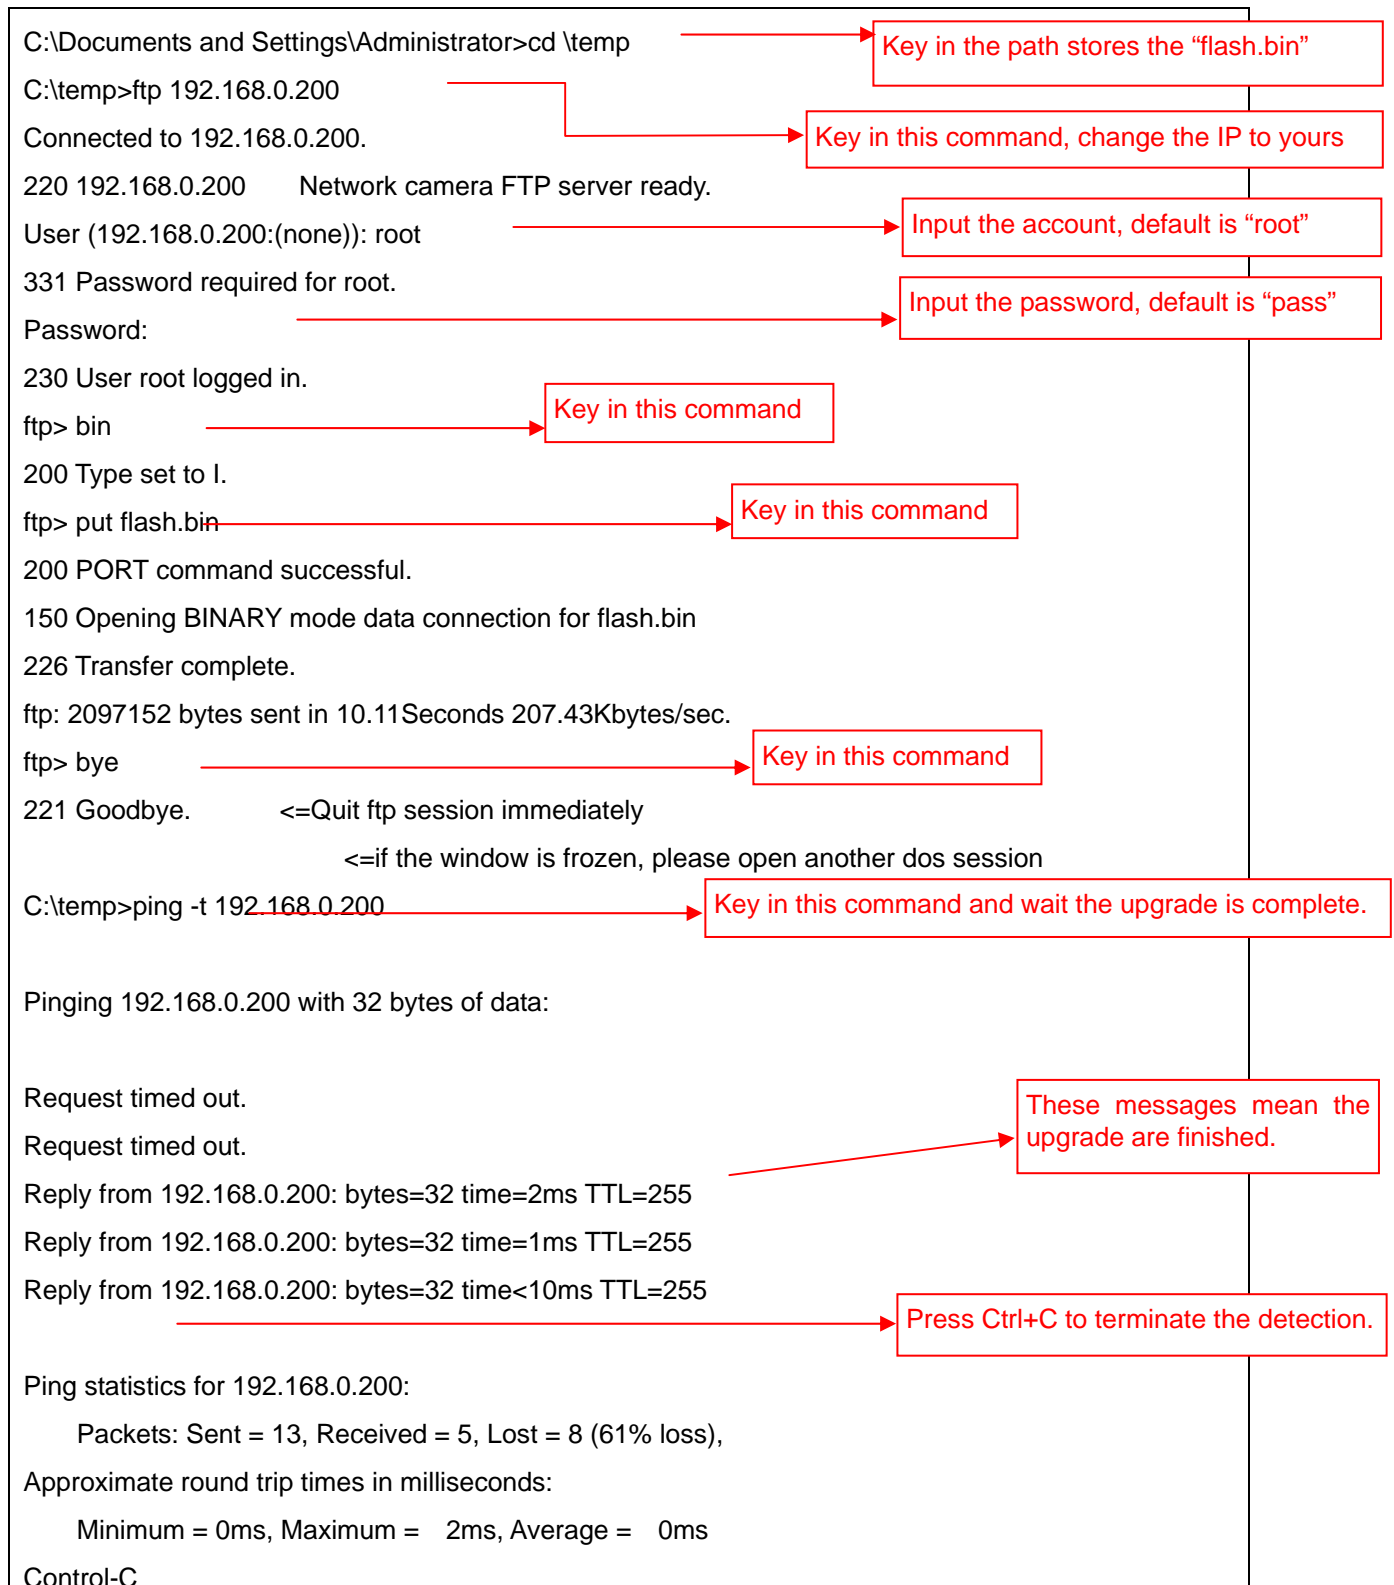 C:\Documents and Settings\Administrator>cd \temp
Key in the path stores the “flash.bin”
C:\temp>ftp 192.168.0.200
Connected to 192.168.0.200.
Key in this command, change the IP to yours
220 192.168.0.200 Network camera FTP server ready.
User (192.168.0.200:(none)): root
Input the account, default is “root”
331 Password required for root.
Password:
Input the password, default is “pass”
230 User root logged in.
ftp> bin
Key in this command
200 Type set to I.
ftp> put flash.bin
Key in this command
200 PORT command successful.
150 Opening BINARY mode data connection for flash.bin
226 Transfer complete.
ftp: 2097152 bytes sent in 10.11Seconds 207.43Kbytes/sec.
ftp> bye
Key in this command
221 Goodbye. <=Quit ftp session immediately
<=if the window is frozen, please open another dos session
C:\temp>ping -t 192.168.0.200
Key in this command and wait the upgrade is complete.
Pinging 192.168.0.200 with 32 bytes of data:
Request timed out.
Request timed out.
These messages mean the
upgrade are finished.
Reply from 192.168.0.200: bytes=32 time=2ms TTL=255
Reply from 192.168.0.200: bytes=32 time=1ms TTL=255
Reply from 192.168.0.200: bytes=32 time<10ms TTL=255
Press Ctrl+C to terminate the detection.
Ping statistics for 192.168.0.200:
Packets: Sent = 13, Received = 5, Lost = 8 (61% loss),
Approximate round trip times in milliseconds:
Minimum = 0ms, Maximum = 2ms, Average = 0ms
Control-C